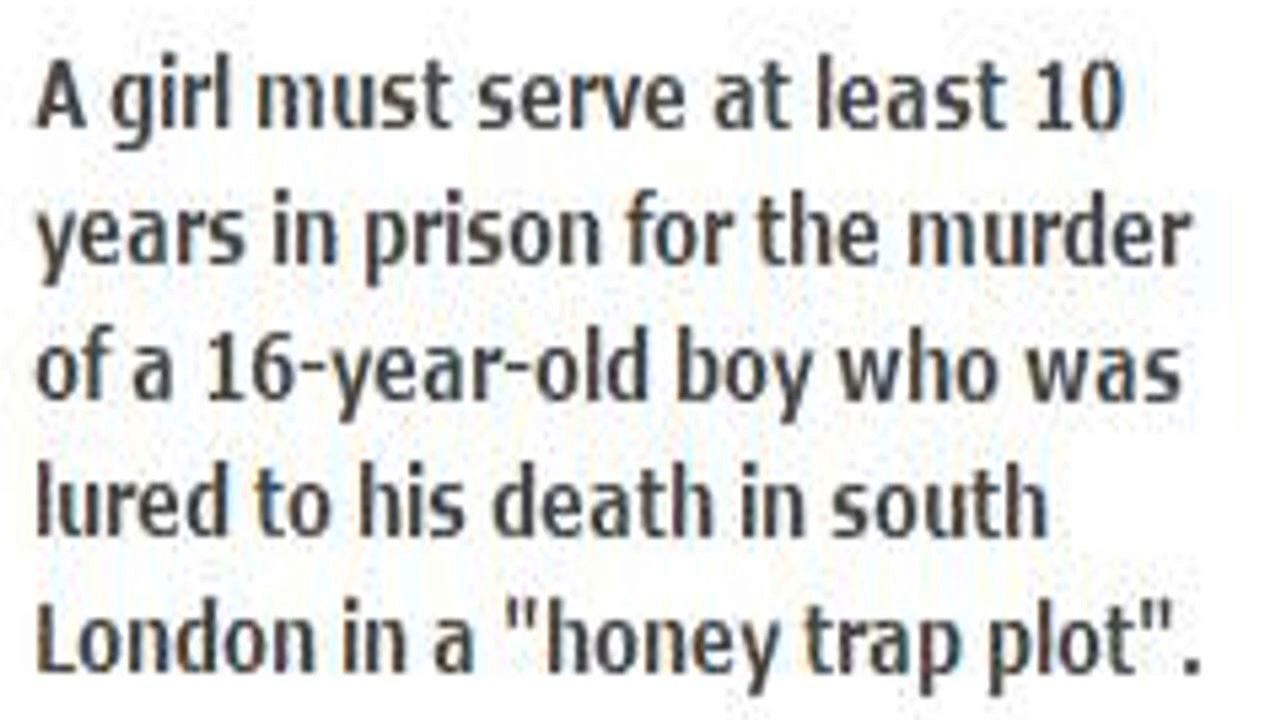 A girl must serve at least 10
years in prison for the murder
of a 16-year-old boy who was
lured to his death in south
London in a "honey trap plot".